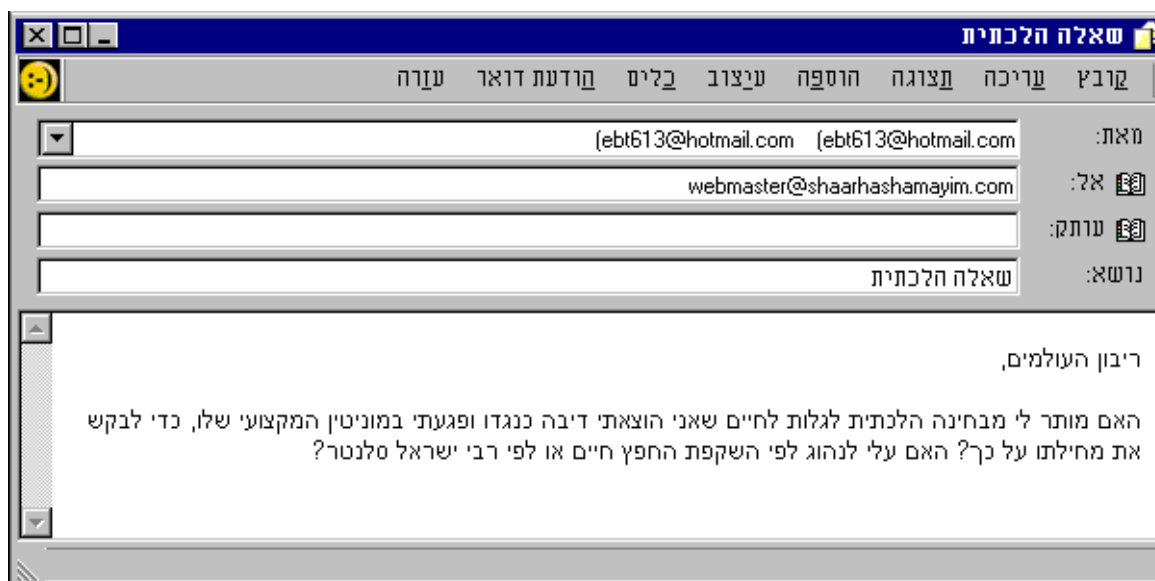 שאלה הלכתית
קובץ עריכה תצוגה הוספה עיצוב כלים הודעת דואר עזרה
מאת: (ebt613@hotmail.com (ebt613@hotmail.com
אל: webmaster@shaarhashamayim.com
עותק:
נושא: שאלה הלכתית
ריבון העולמים,
האם מותר לי מבחינה הלכתית לגלות לחיים שאני הוצאתי דיבה כנגדו ופגעתי במוניטין המקצועי שלו, כדי לבקש
את מחילתו על כך? האם עלי לנהוג לפי השקפת החפץ חיים או לפי רבי ישראל סלנטר?